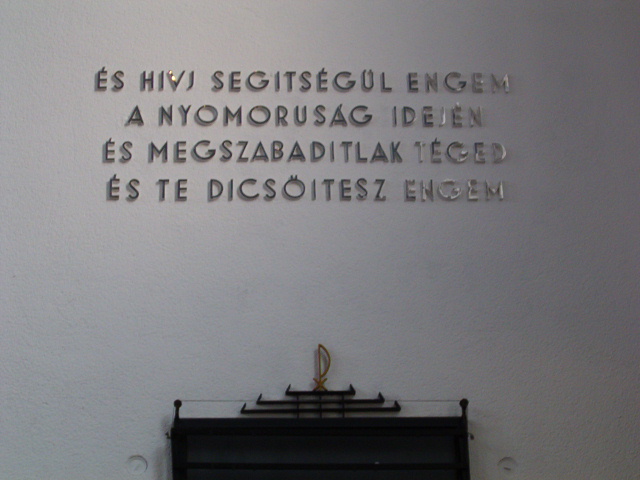 ÉS HIVJ SEGITSÉGÜL ENGEM
A NYOMORUSÁG IDEJÉN
ÉS MEGSZABADITLAK TÉGED
ÉS TE DICSÖITESZ ENGEM